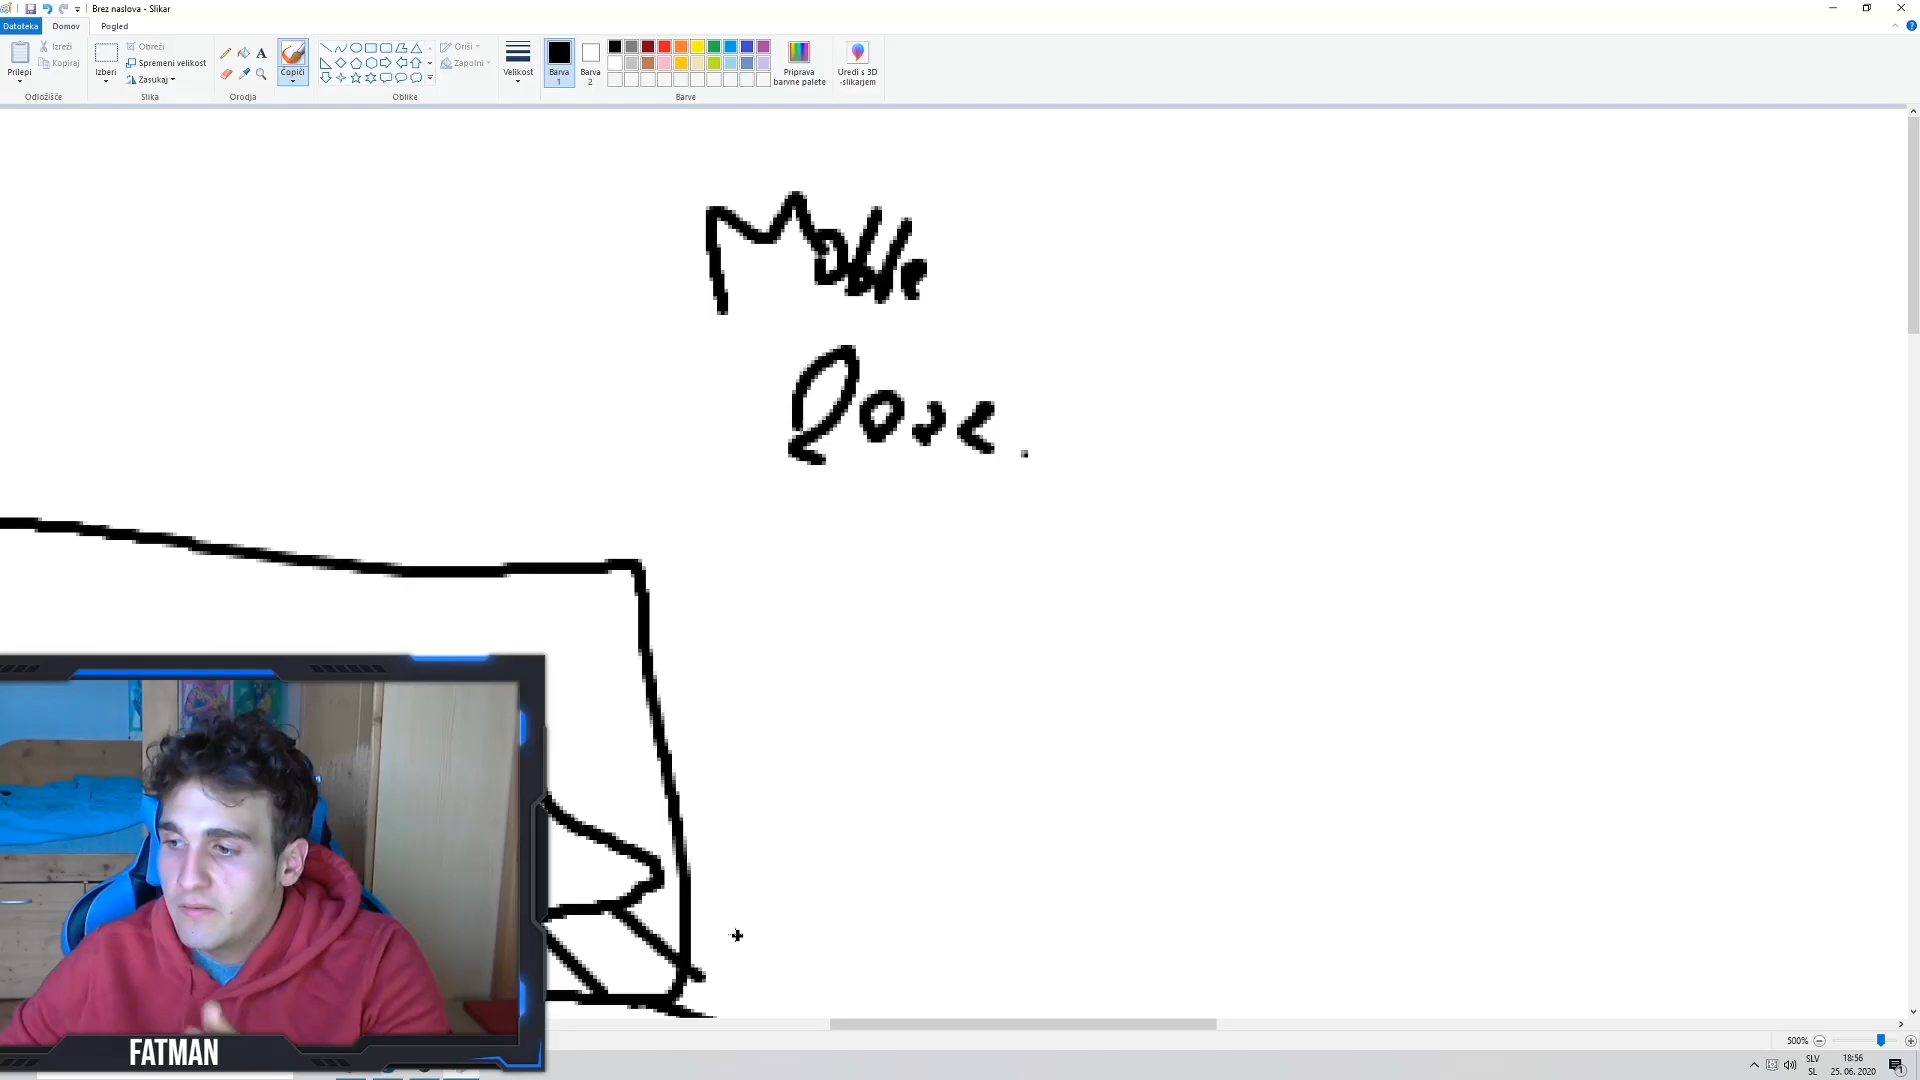 Brez naslova - Slikar
Datoteka Domov Pogled
Prilepi
Izreži
Kopiraj
Odložišče
Izberi
Obreži
Spremeni velikost
Zasukaj
Slika
Orodja
Čopiči
Oriši
Zapolni
Oblike
Velikost
Barva 1
Barva 2
Barve
Priprava barvne palete
Uredi s 3D -slikarjem
FATMAN
500%
SLV
SL
18:56
25. 06. 2020